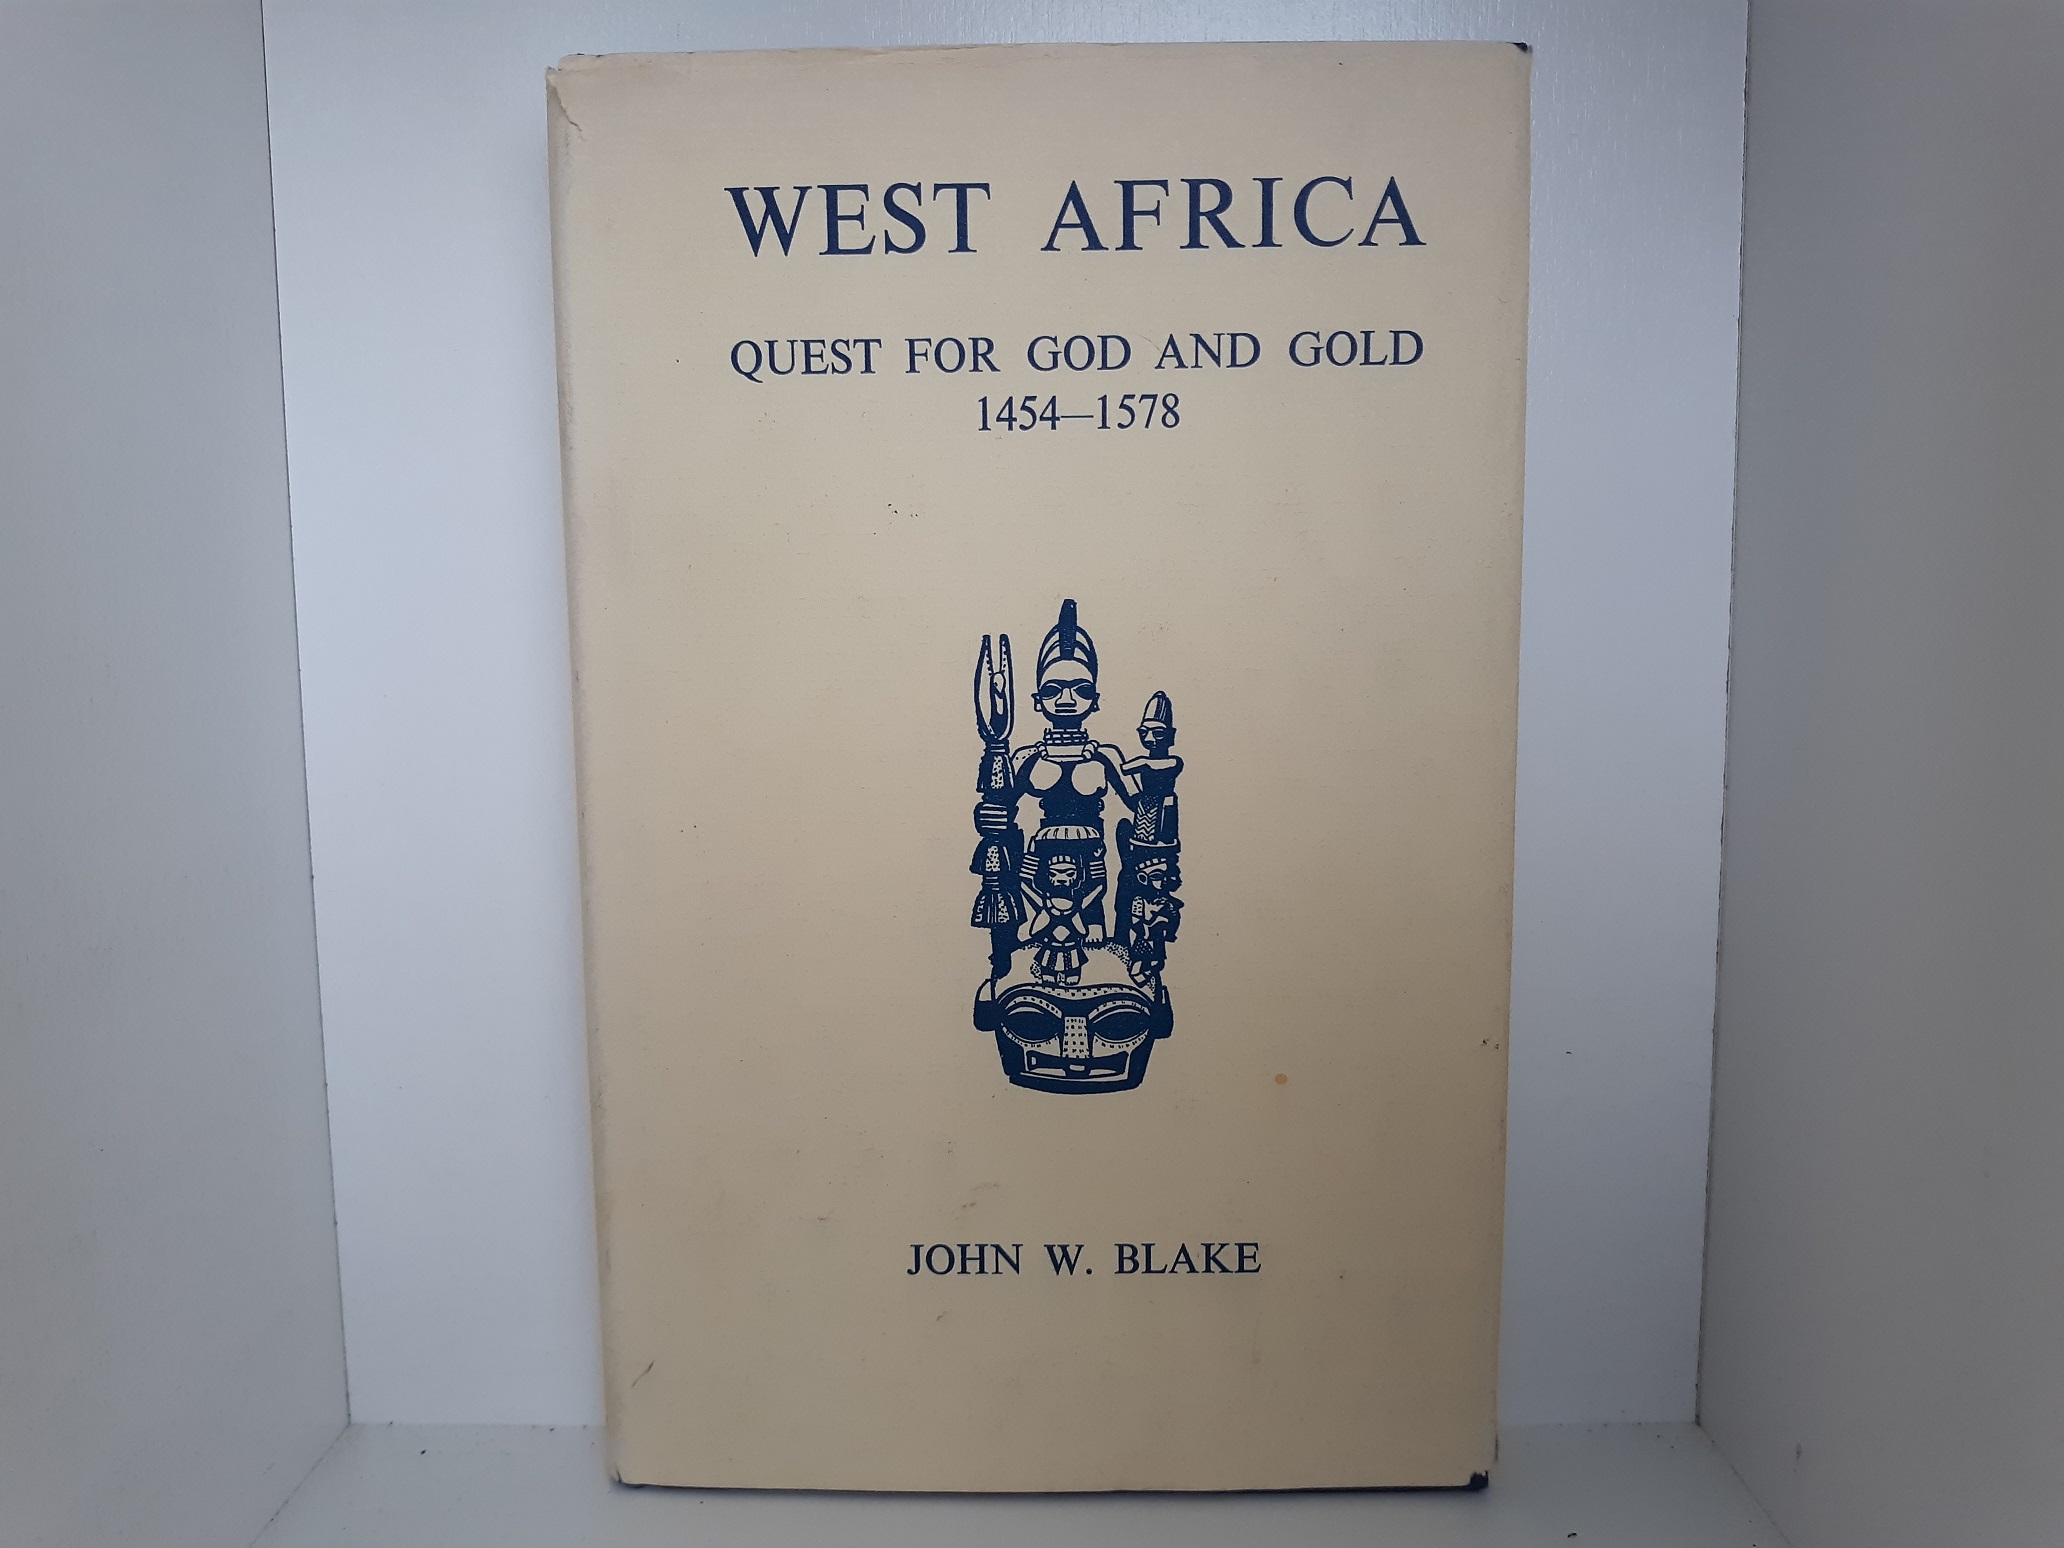 WEST AFRICA
QUEST FOR GOD AND GOLD
1454—1578
JOHN W. BLAKE